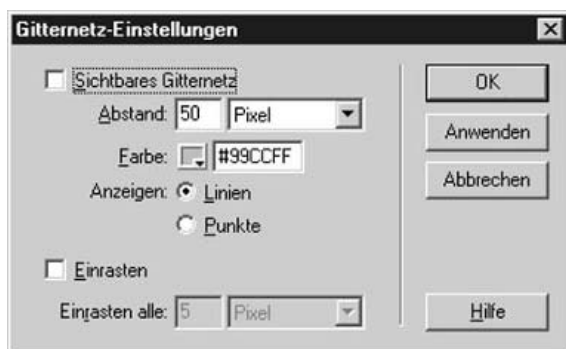 Gitternetz-Einstellungen
Sichtbares Gitternetz
Abstand: 50 Pixel
Farbe: #99CCFF
Anzeigen: Linien
Punkte
Einrasten
Einrasten alle: 5 Pixel
OK
Anwenden
Abbrechen
Hilfe